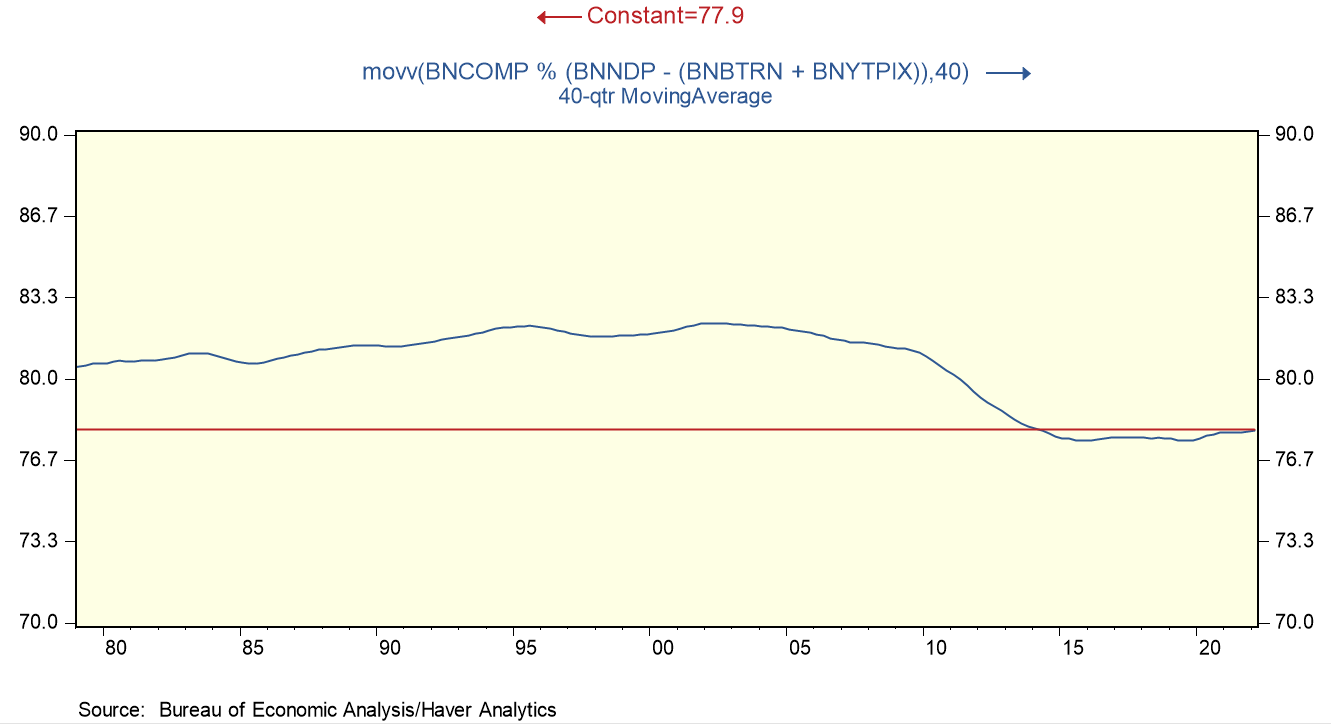 Constant=77.9
movv(BNCOMP % (BNNDP - (BNBTRN + BNYTPIX)),40)
40-qtr MovingAverage
90.0 90.0
86.7 86.7
83.3 83.3
80.0 80.0
76.7 76.7
73.3 73.3
70.0 70.0
80 85 90 95 00 05 10 15 20
Source: Bureau of Economic Analysis/Haver Analytics